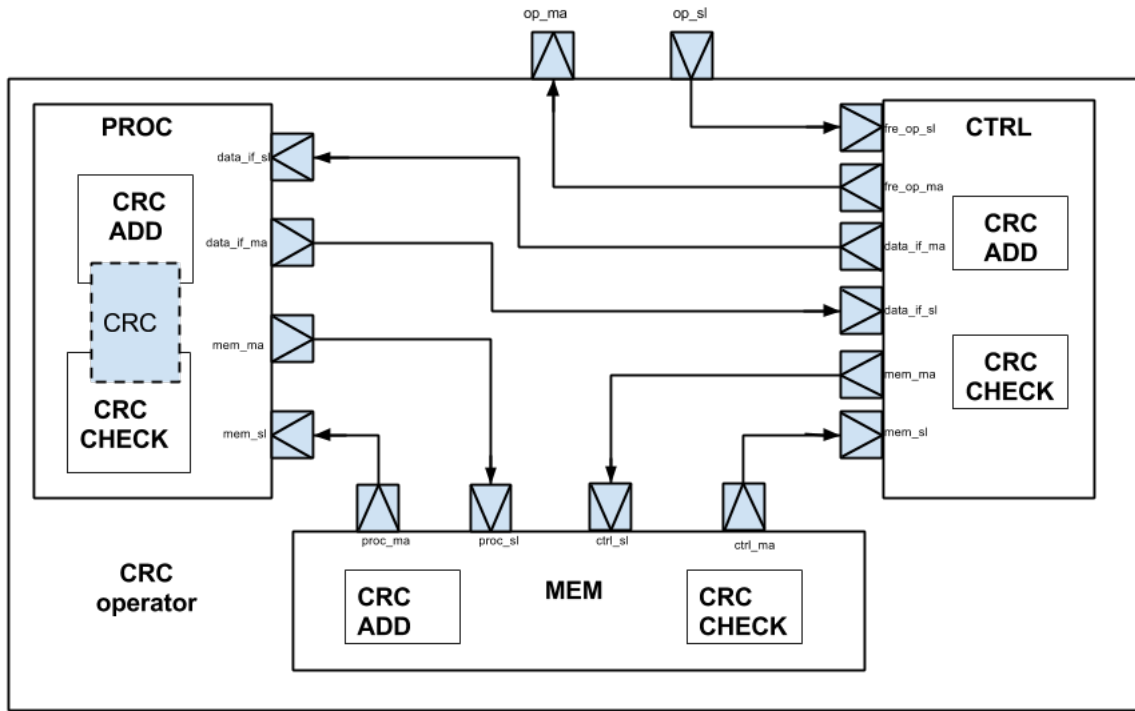 op_ma
op_sl
PROC
CTRL
fre_op_sl
data_if_sl
fre_op_ma
CRC
ADD
data_if_ma
data_if_ma
CRC
ADD
CRC
data_if_sl
mem_ma
mem_ma
CRC
CHECK
CRC
CHECK
mem_sl
mem_sl
proc_ma
proc_sl
ctrl_sl
ctrl_ma
CRC
operator
MEM
CRC
ADD
CRC
CHECK